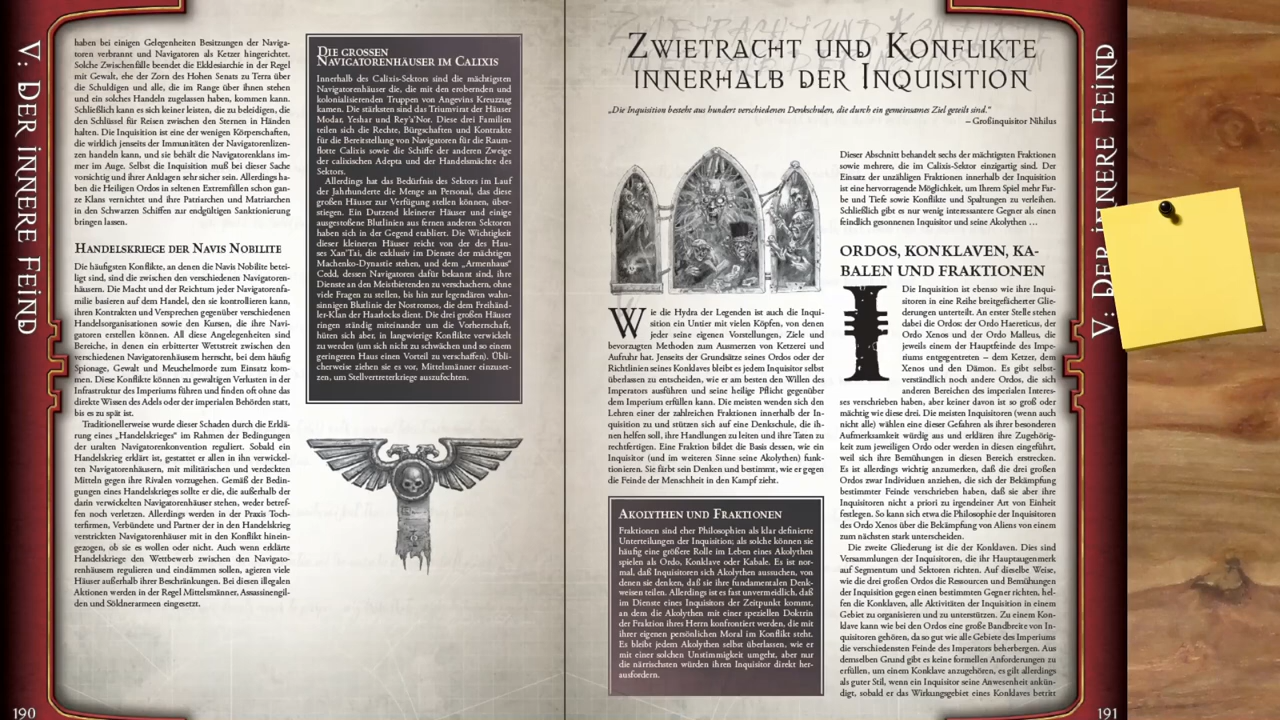 V: Der innere Feind
haben bei einigen Gelegenheiten Besitzungen der Naviga-
toren verbrannt und Navigatoren als Ketzer hingerichtet.
Solche Zwischenfälle beendet die Ekklesiarchie in der Regel
mit Gewalt, ehe der Zorn des Hohen Senats zu Terra über
die Schuldigen und alle, die im Range über ihnen stehen
und ein solches Handeln zugelassen haben, kommen kann.
Schließlich kann es sich keiner leisten, die zu beleidigen, die
den Schlüssel für Reisen zwischen den Sternen in Händen
halten. Die Inquisition ist eine der wenigen Körperschaften,
die wirklich jenseits der Immunitäten der Navigatorenlizen-
zen handeln kann, und sie behält die Navigatorenklans im-
mer im Auge. Selbst die Inquisition muß bei dieser Sache
vorsichtig und ihrer Anklagen sehr sicher sein. Allerdings ha-
ben die Heiligen Ordos in seltenen Extremfällen schon gan-
ze Klans vernichtet und ihre Patriarchen und Matriarchen
in den Schwarzen Schiffen zur endgültigen Sanktionierung
bringen lassen.
Handelskriege der Navis Nobilite
Die häufigsten Konflikte, an denen die Navis Nobilite betei-
ligt sind, sind die zwischen den verschiedenen Navigatoren-
häusern. Die Macht und der Reichtum jeder Navigatorenfa-
milie basieren auf dem Handel, den sie kontrollieren kann,
ihren Kontrakten und Versprechen gegenüber verschiedenen
Handelsorganisationen sowie den Kursen, die ihre Navi-
gatoren erstellen können. All diese Angelegenheiten sind
Bereiche, in denen ein erbitterter Wettstreit zwischen den
verschiedenen Navigatorenhäusern herrscht, bei dem häufig
Spionage, Gewalt und Meuchelmorde zum Einsatz kom-
men. Diese Konflikte können zu gewaltigen Verlusten in der
Infrastruktur des Imperiums führen und finden oft ohne das
direkte Wissen des Adels oder der imperialen Behörden statt,
bis es zu spät ist.
Traditionellerweise wurde dieser Schaden durch die Erklä-
rung eines „Handelskrieges“ im Rahmen der Bedingungen
der uralten Navigatorenkonvention reguliert. Sobald ein
Handelskrieg erklärt ist, gestattet er allen in ihn verwickel-
ten Navigatorenhäusern, mit militärischen und verdeckten
Mitteln gegen ihre Rivalen vorzugehen. Gemäß der Bedin-
gungen eines Handelskrieges sollte er die, die außerhalb der
darin verwickelten Navigatorenhäuser stehen, weder betref-
fen noch verletzen. Allerdings werden in der Praxis Toch-
terfirmen, Verbündete und Partner der in den Handelskrieg
verstrickten Navigatorenhäuser mit in den Konflikt hinein-
gezogen, ob sie es wollen oder nicht. Auch wenn erklärte
Handelskriege den Wettbewerb zwischen den Navigato-
renhäusern regulieren und eindämmen sollen, agieren viele
Häuser außerhalb ihrer Beschränkungen. Bei diesen illegalen
Aktionen werden in der Regel Mittelsmänner, Assassinengil-
den und Söldnerarmeen eingesetzt.
190
Die grossen
Navigatorenhäuser im Calixis
Innerhalb des Calixis-Sektors sind die mächtigsten
Navigatorenhäuser die, die mit den erobernden und
kolonialisierenden Truppen von Angevins Kreuzzug
kamen. Die stärksten sind das Triumvirat der Häuser
Modar, Yeshar und Rey'a'Nor. Diese drei Familien
teilen sich die Rechte, Bürgschaften und Kontrakte
für die Bereitstellung von Navigatoren für die Raum-
flotte Calixis sowie die Schiffe der anderen Zweige
der calixischen Adepta und der Handelsmächte des
Sektors.
Allerdings hat das Bedürfnis des Sektors im Lauf
der Jahrhunderte die Menge an Personal, das diese
großen Häuser zur Verfügung stellen können, über-
stiegen. Ein Dutzend kleinerer Häuser und einige
ausgestoßene Blutlinien aus fernen anderen Sektoren
haben sich in der Gegend etabliert. Die Wichtigkeit
dieser kleineren Häuser reicht von der des Hau-
ses Xan'Tai, die exklusiv im Dienste der mächtigen
Machenko-Dynastie stehen, und dem „Armenhaus“
Cedd, dessen Navigatoren dafür bekannt sind, ihre
Dienste an den Meistbietenden zu verschachern, ohne
viele Fragen zu stellen, bis hin zur legendären wahn-
sinnigen Blutlinie der Nostromos, die dem Freihänd-
ler-Klan der Haarlocks dient. Die drei großen Häuser
ringen ständig miteinander um die Vorherrschaft,
hüten sich aber, in langwierige Konflikte verwickelt
zu werden (um sich nicht zu schwächen und so einem
geringeren Haus einen Vorteil zu verschaffen). Übli-
cherweise ziehen sie es vor, Mittelsmänner einzuset-
zen, um Stellvertreterkriege auszufechten.
Zwietracht und Konflikte
innerhalb der Inquisition
„Die Inquisition besteht aus hundert verschiedenen Denkschulen, die durch ein gemeinsames Ziel geteilt sind.“
– Großinquisitor Nihilus
Wie die Hydra der Legenden ist auch die Inqui-
sition ein Untier mit vielen Köpfen, von denen
jeder seine eigenen Vorstellungen, Ziele und
bevorzugten Methoden zum Ausmerzen von Ketzerei und
Aufruhr hat. Jenseits der Grundsätze seines Ordos oder der
Richtlinien seines Konklaves bleibt es jedem Inquisitor selbst
überlassen zu entscheiden, wie er am besten den Willen des
Imperators ausführen und seine heilige Pflicht gegenüber
dem Imperium erfüllen kann. Die meisten wenden sich den
Lehren einer der zahlreichen Fraktionen innerhalb der In-
quisition zu und stützen sich auf eine Denkschule, die ih-
nen helfen soll, ihre Handlungen zu leiten und ihre Taten zu
rechtfertigen. Eine Fraktion bildet die Basis dessen, wie ein
Inquisitor (und im weiteren Sinne seine Akolythen) funk-
tionieren. Sie färbt sein Denken und bestimmt, wie er gegen
die Feinde der Menschheit in den Kampf zieht.
Akolythen und Fraktionen
Fraktionen sind eher Philosophien als klar definierte
Unterteilungen der Inquisition; als solche können sie
häufig eine größere Rolle im Leben eines Akolythen
spielen als Ordo, Konklave oder Kabale. Es ist nor-
mal, daß Inquisitoren sich Akolythen aussuchen, von
denen sie denken, daß sie ihre fundamentalen Denk-
weisen teilen. Allerdings ist es fast unvermeidlich, daß
im Dienste eines Inquisitors der Zeitpunkt kommt,
an dem die Akolythen mit einer speziellen Doktrin
der Fraktion ihres Herrn konfrontiert werden, die mit
ihrer eigenen persönlichen Moral im Konflikt steht.
Es bleibt jedem Akolythen selbst überlassen, wie er
mit einer solchen Unstimmigkeit umgeht, aber nur
die närrischsten würden ihren Inquisitor direkt her-
ausfordern.
Dieser Abschnitt behandelt sechs der mächtigsten Fraktionen
sowie mehrere, die im Calixis-Sektor einzigartig sind. Der
Einsatz der unzähligen Fraktionen innerhalb der Inquisition
ist eine hervorragende Möglichkeit, um Ihrem Spiel mehr Far-
be und Tiefe sowie Konflikte und Spaltungen zu verleihen.
Schließlich gibt es nur wenig interessantere Gegner als einen
feindlich gesonnenen Inquisitor und seine Akolythen …
ORDOS, KONKLAVEN, KA-
BALEN UND FRAKTIONEN
Die Inquisition ist ebenso wie ihre Inqui-
sitoren in eine Reihe breitgefächerter Glie-
derungen unterteilt. An erster Stelle stehen
dabei die Ordos: der Ordo Haereticus, der
Ordo Xenos und der Ordo Malleus, die
jeweils einem der Hauptfeinde des Impe-
riums entgegentreten – dem Ketzer, dem
Xenos und den Dämon. Es gibt selbst-
verständlich noch andere Ordos, die sich
anderen Bereichen des imperialen Interes-
ses verschrieben haben, aber keiner davon ist so groß oder
mächtig wie diese drei. Die meisten Inquisitoren (wenn auch
nicht alle) wählen eine dieser Gefahren als ihrer besonderen
Aufmerksamkeit würdig aus und erklären ihre Zugehörig-
keit zum jeweiligen Ordo oder werden in diesen eingeführt,
weil sich ihre Bemühungen in diesen Bereich erstrecken.
Es ist allerdings wichtig anzumerken, daß die drei großen
Ordos zwar Individuen anziehen, die sich der Bekämpfung
bestimmter Feinde verschrieben haben, daß sie aber ihre
Inquisitoren nicht a priori zu irgendeiner Art von Einheit
festlegen. So kann sich etwa die Philosophie der Inquisitoren
des Ordo Xenos über die Bekämpfung von Aliens von einem
zum nächsten stark unterscheiden.
Die zweite Gliederung ist die der Konklaven. Dies sind
Versammlungen der Inquisitoren, die ihr Hauptaugenmerk
auf Segmentum und Sektoren richten. Auf dieselbe Weise,
wie die drei großen Ordos die Ressourcen und Bemühungen
der Inquisition gegen einen bestimmten Gegner richten, hel-
fen die Konklaven, alle Aktivitäten der Inquisition in einem
Gebiet zu organisieren und zu unterstützen. Zu einem Kon-
klave kann wie bei den Ordos eine große Bandbreite von In-
quisitoren gehören, da so gut wie alle Gebiete des Imperiums
die verschiedensten Feinde des Imperators beherbergen. Aus
demselben Grund gibt es keine formellen Anforderungen zu
erfüllen, um einem Konklave anzugehören, es gilt allerdings
als guter Stil, wenn ein Inquisitor seine Anwesenheit ankün-
digt, sobald er das Wirkungsgebiet eines Konklaves betritt
V: Der innere Feind
191